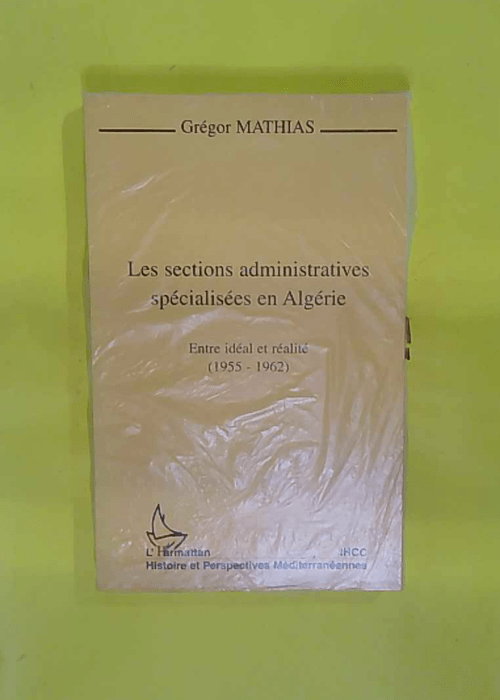 Grégor MATHIAS
Les sections administratives
spécialisées en Algérie
Entre idéal et réalité
(1955 - 1962)
L'Harmattan IHCC
Histoire et Perspectives Méditerranéennes